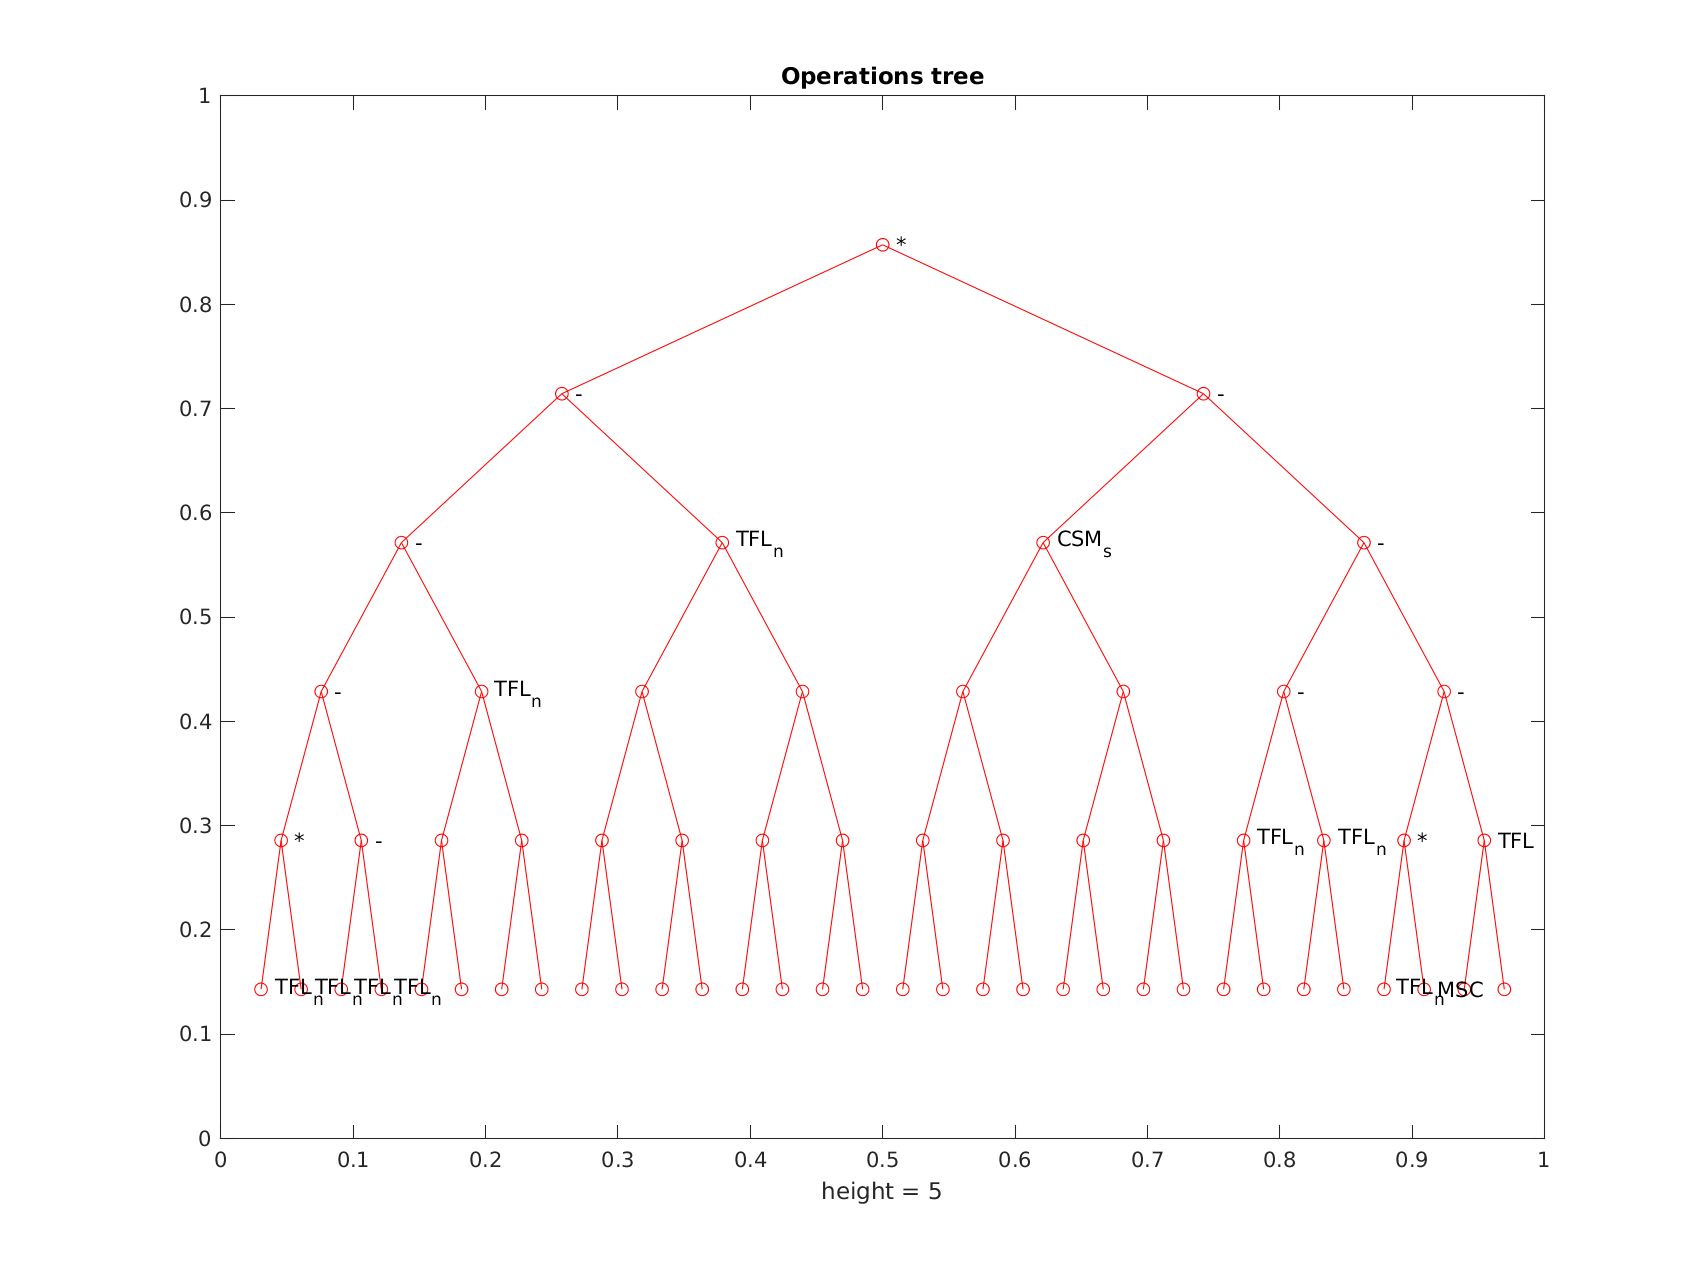 Operations tree
1
0.9
*
0.8
- -
0.7
0.6
- TFLn CSMs -
0.5
- TFLn - -
0.4
0.3
* - TFLn TFLn * TFL
0.2
TFLn TFLn TFLn TFLn TFLn MSC
0.1
0
0 0.1 0.2 0.3 0.4 0.5 0.6 0.7 0.8 0.9 1
height = 5